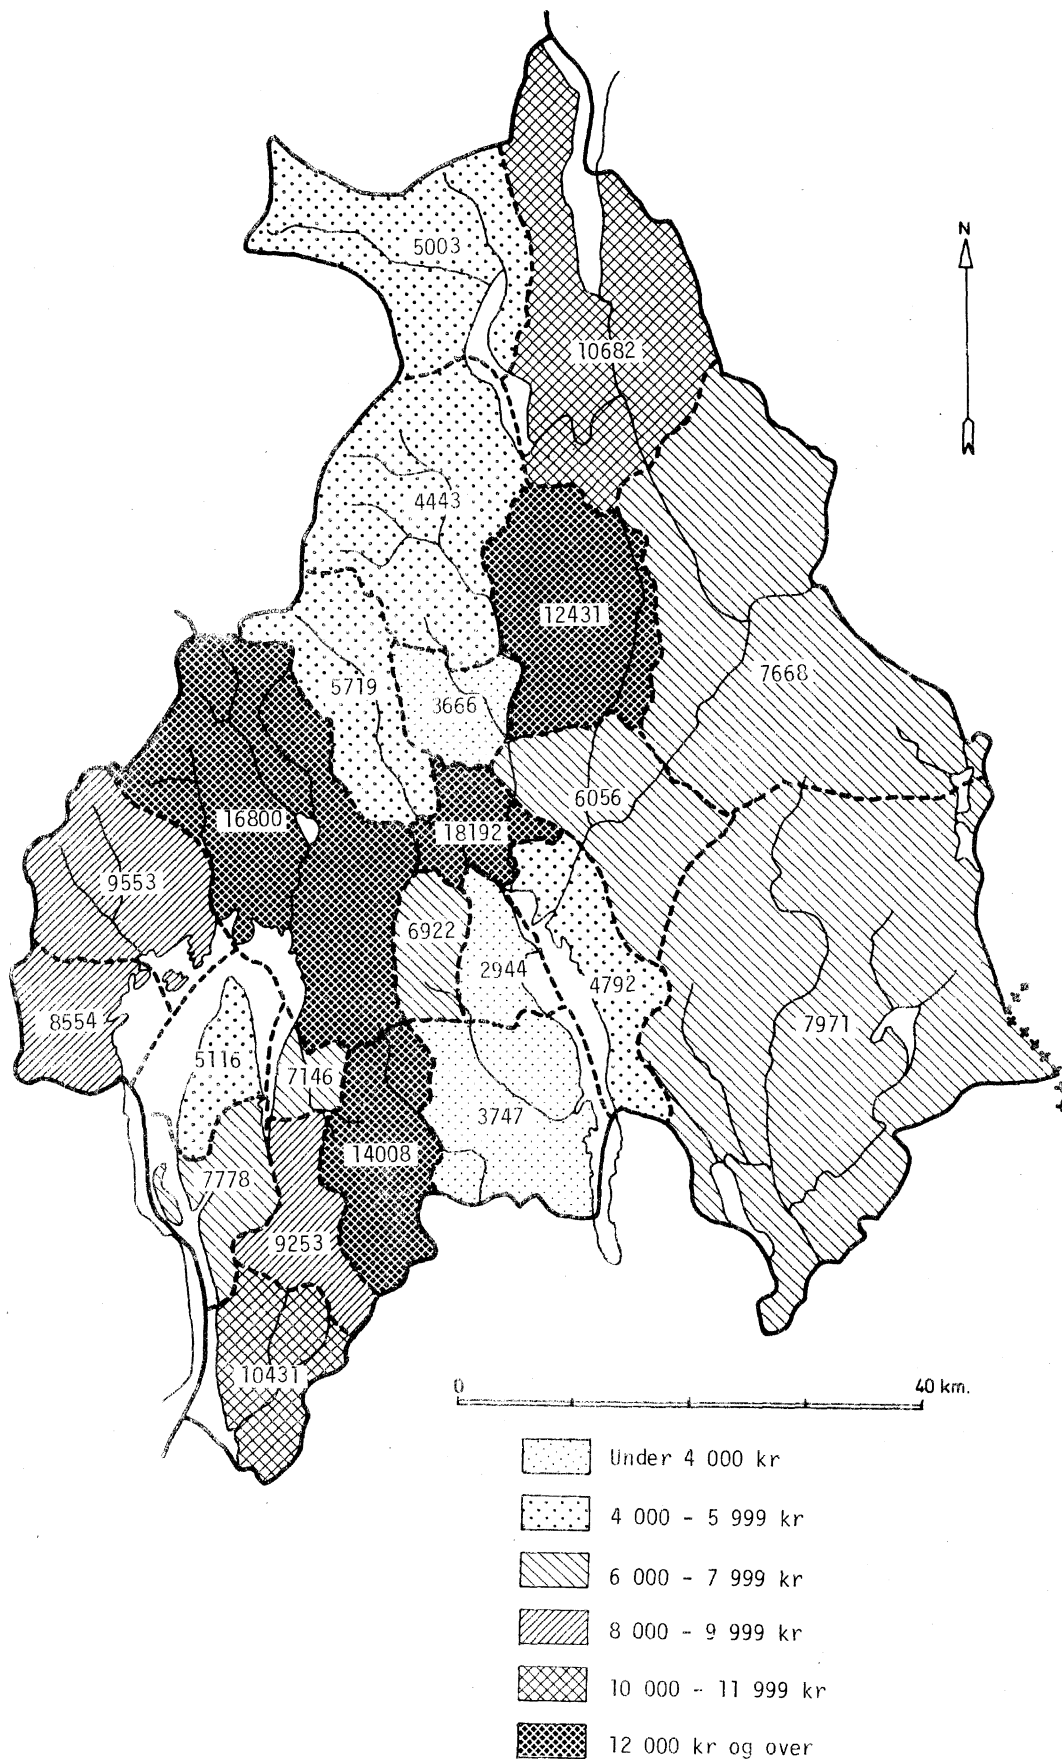 N
5003
10682
4443
12431
7668
5719
3666
6056
16800
18192
9553
6922
2944
4792
8554
7971
5116
7146
3747
14008
7778
9253
10431
0 40 km.
Under 4 000 kr
4 000 - 5 999 kr
6 000 - 7 999 kr
8 000 - 9 999 kr
10 000 - 11 999 kr
12 000 kr og over